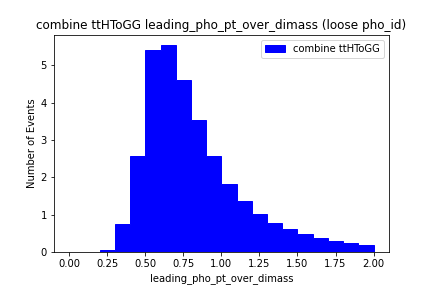 combine ttHToGG leading_pho_pt_over_dimass (loose pho_id)
combine ttHToGG
Number of Events
5
4
3
2
1
0
0.00 0.25 0.50 0.75 1.00 1.25 1.50 1.75 2.00
leading_pho_pt_over_dimass